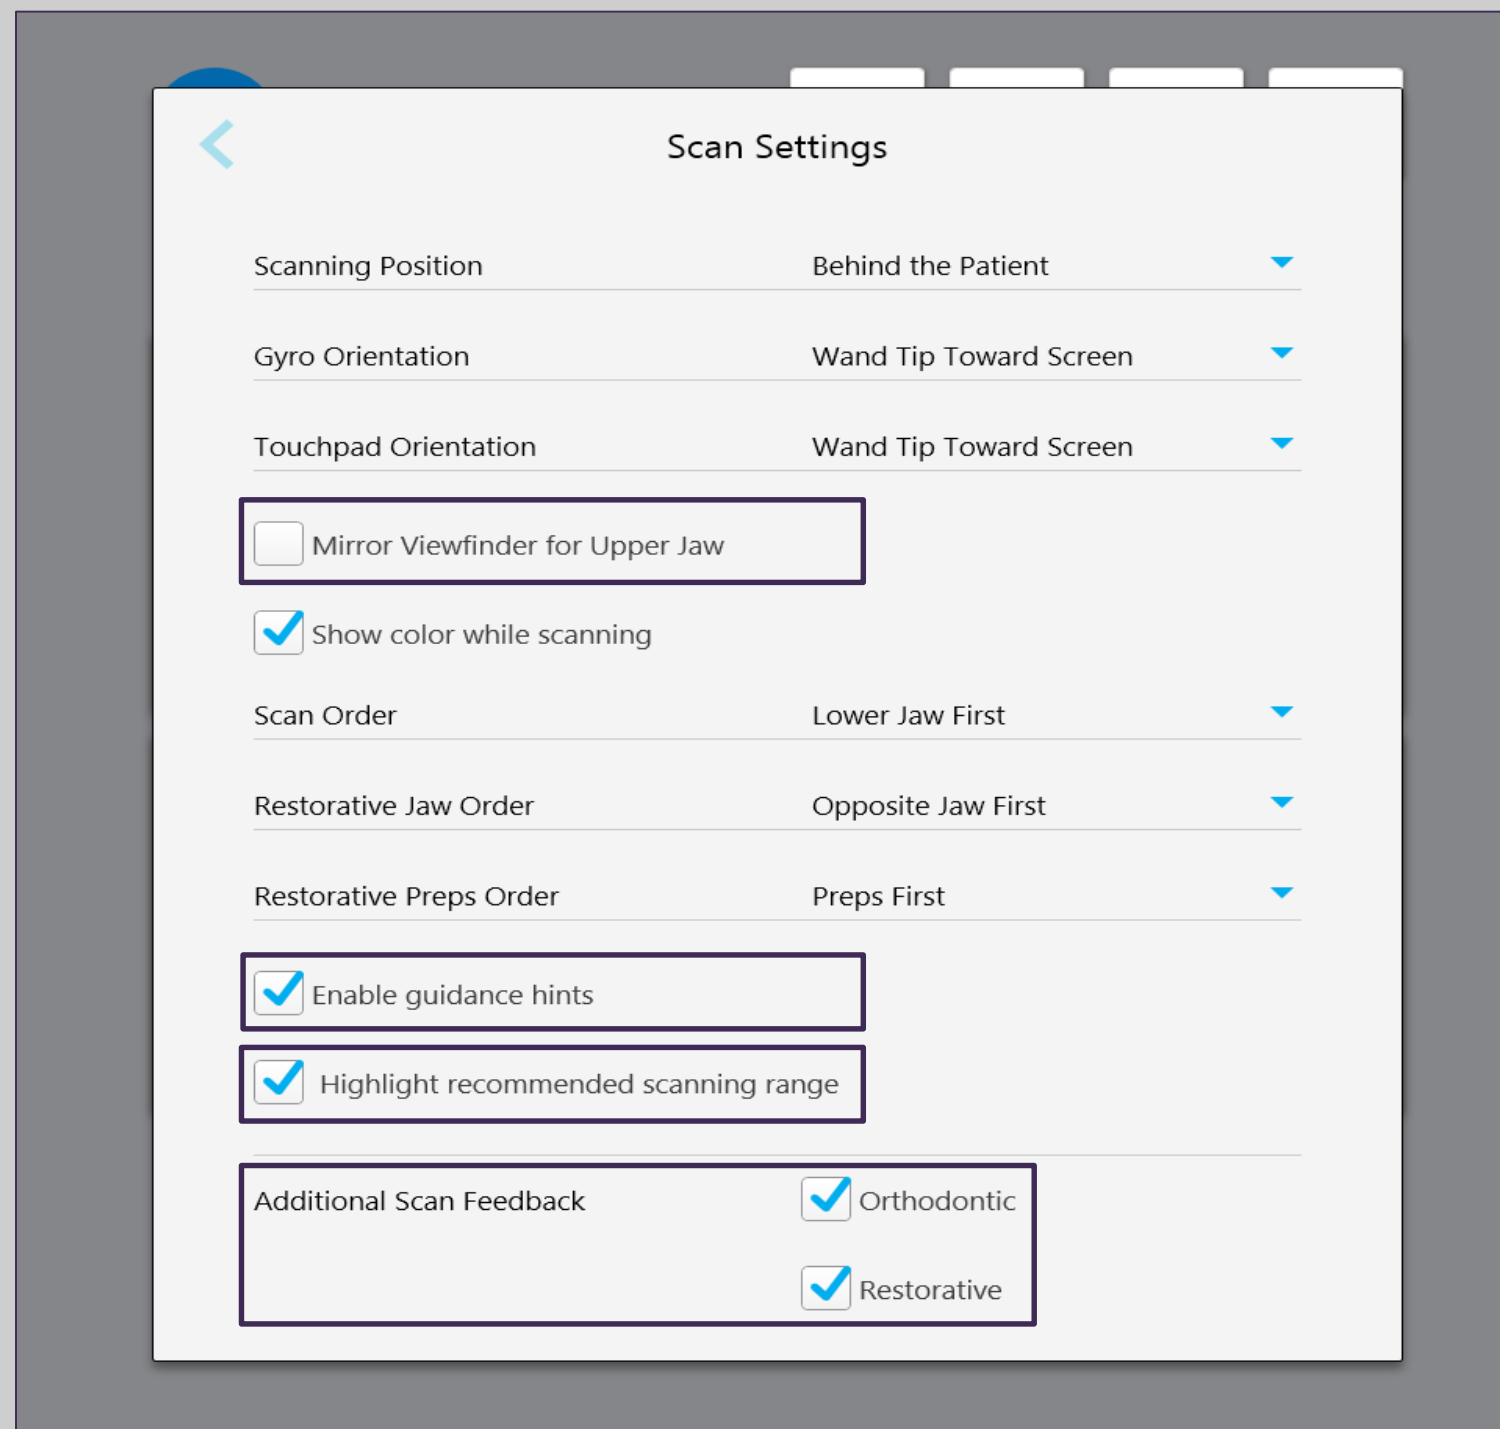 Scan Settings
Scanning Position Behind the Patient
Gyro Orientation Wand Tip Toward Screen
Touchpad Orientation Wand Tip Toward Screen
Mirror Viewfinder for Upper Jaw
Show color while scanning
Scan Order Lower Jaw First
Restorative Jaw Order Opposite Jaw First
Restorative Preps Order Preps First
Enable guidance hints
Highlight recommended scanning range
Additional Scan Feedback Orthodontic
Restorative